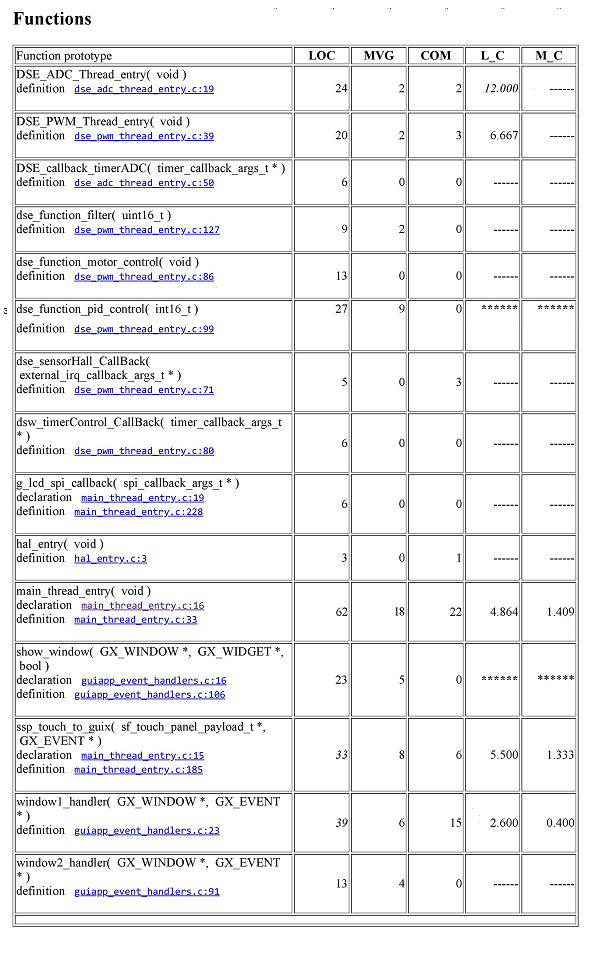 Functions
Function prototype LOC MVG COM L_C M_C
DSE_ADC_Thread_entry( void )
definition dse_adc_thread_entry.c:19 24 2 2 12.000 ------
DSE_PWM_Thread_entry( void )
definition dse_pwm_thread_entry.c:39 20 2 3 6.667 ------
DSE_callback_timerADC( timer_callback_args_t * )
definition dse_adc_thread_entry.c:50 6 0 0 ------ ------
dse_function_filter( uint16_t )
definition dse_pwm_thread_entry.c:127 9 2 0 ------ ------
dse_function_motor_control( void )
definition dse_pwm_thread_entry.c:86 13 0 0 ------ ------
dse_function_pid_control( int16_t ) 27 9 0 ****** ******
definition dse_pwm_thread_entry.c:99
dse_sensorHall_CallBack(
external_irq_callback_args_t * )
definition dse_pwm_thread_entry.c:71 5 0 3 ------ ------
dsw_timerControl_CallBack( timer_callback_args_t
* )
definition dse_pwm_thread_entry.c:80 6 0 0 ------ ------
g_lcd_spi_callback( spi_callback_args_t * )
declaration main_thread_entry.c:19
definition main_thread_entry.c:228 6 0 0 ------ ------
hal_entry( void )
definition hal_entry.c:3 3 0 1 ------ ------
main_thread_entry( void )
declaration main_thread_entry.c:16
definition main_thread_entry.c:33 62 18 22 4.864 1.409
show_window( GX_WINDOW *, GX_WIDGET *,
bool )
declaration guiapp_event_handlers.c:16
definition guiapp_event_handlers.c:106 23 5 0 ****** ******
ssp_touch_to_guix( sf_touch_panel_payload_t *,
GX_EVENT * )
declaration main_thread_entry.c:15
definition main_thread_entry.c:185 33 8 6 5.500 1.333
window1_handler( GX_WINDOW *, GX_EVENT
* )
definition guiapp_event_handlers.c:23 39 6 15 2.600 0.400
window2_handler( GX_WINDOW *, GX_EVENT
* )
definition guiapp_event_handlers.c:91 13 4 0 ------ ------